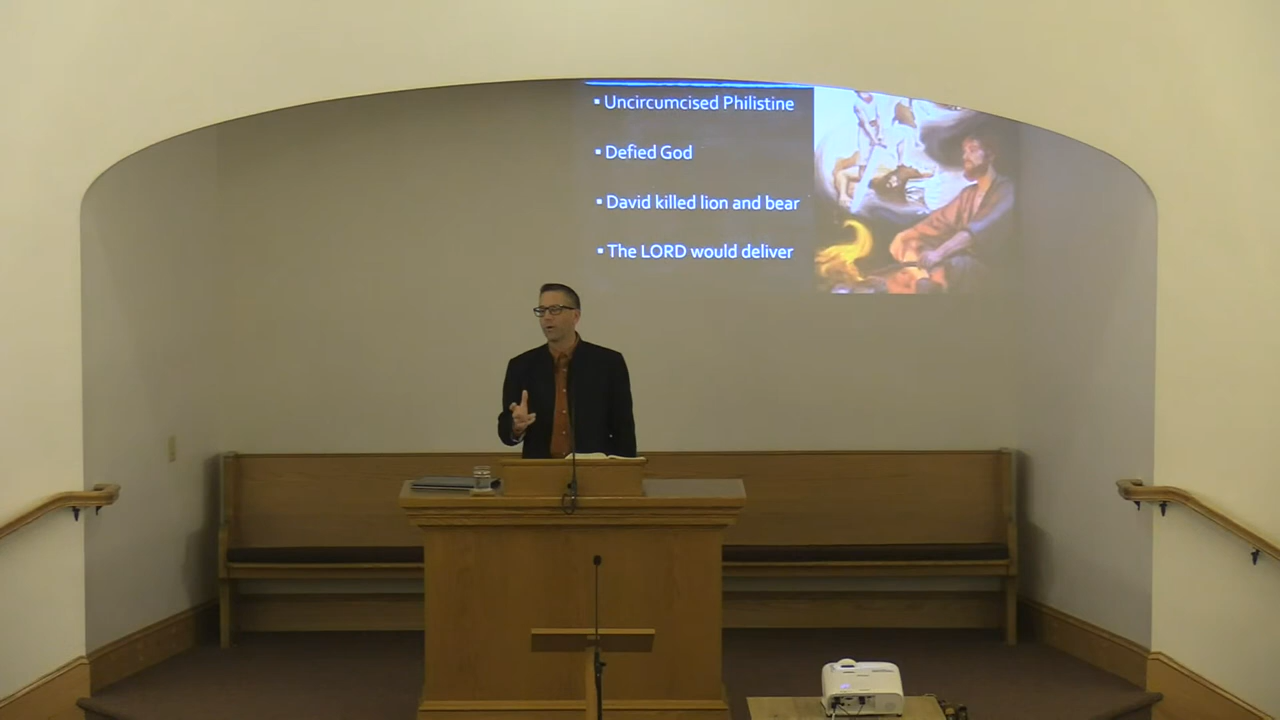 ▪ Uncircumcised Philistine
▪ Defied God
▪ David killed lion and bear
▪ The LORD would deliver